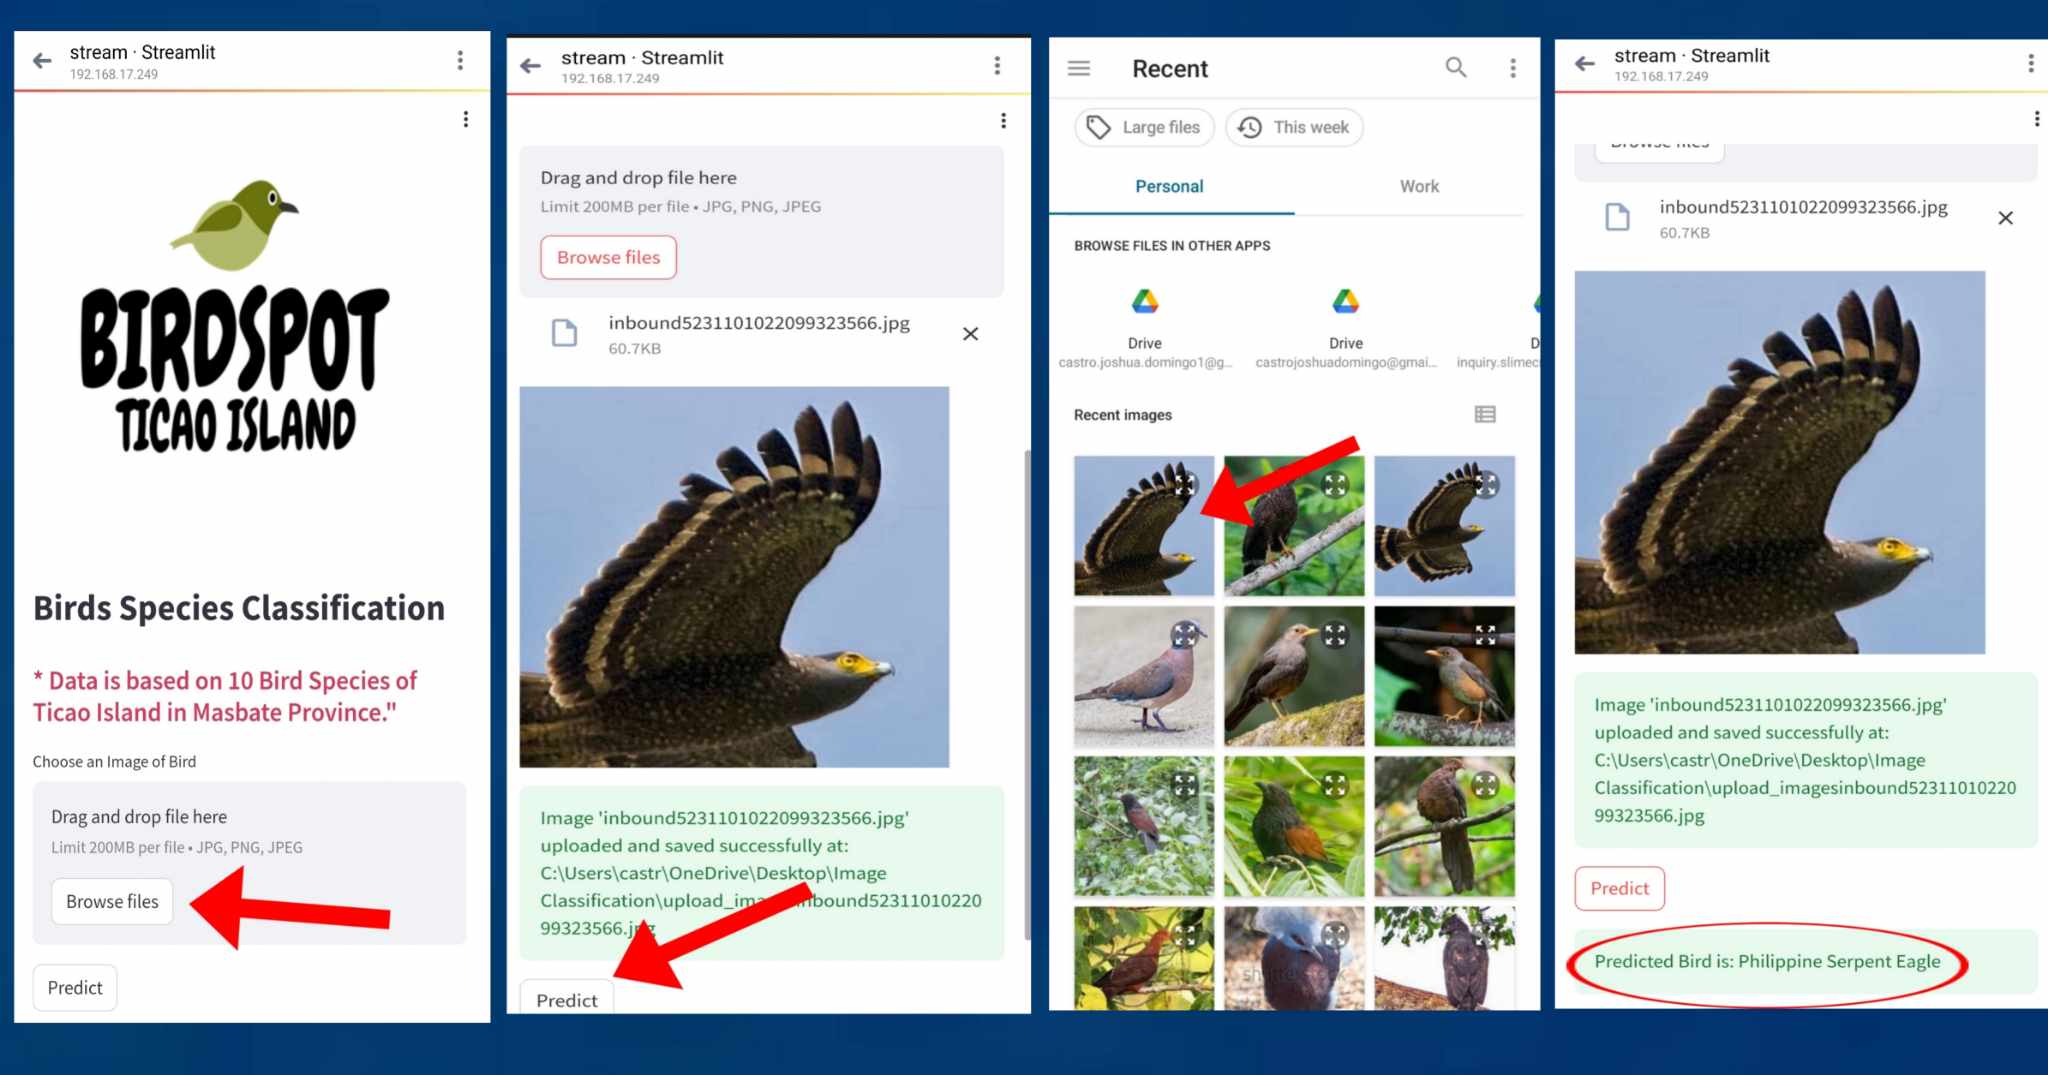 stream · Streamlit
192.168.17.249
BIRDSPOT
TICAO ISLAND
Birds Species Classification
* Data is based on 10 Bird Species of
Ticao Island in Masbate Province."
Choose an Image of Bird
Drag and drop file here
Limit 200MB per file • JPG, PNG, JPEG
Browse files
Predict
stream · Streamlit
192.168.17.249
Drag and drop file here
Limit 200MB per file • JPG, PNG, JPEG
Browse files
inbound5231101022099323566.jpg
60.7KB
Image 'inbound5231101022099323566.jpg'
uploaded and saved successfully at:
C:\Users\castr\OneDrive\Desktop\Image
99323566.jpg
Predict
Recent
Large files
This week
Personal
Work
BROWSE FILES IN OTHER APPS
Drive
castro.joshua.domingo1@g...
Drive
castrojoshuadomingo@gmai...
D
inquiry.slimec
Recent images
stream · Streamlit
192.168.17.249
Browse files
inbound5231101022099323566.jpg
60.7KB
Image 'inbound5231101022099323566.jpg'
uploaded and saved successfully at:
C:\Users\castr\OneDrive\Desktop\Image
Classification\upload_imagesinbound52311010220
99323566.jpg
Predict
Predicted Bird is: Philippine Serpent Eagle